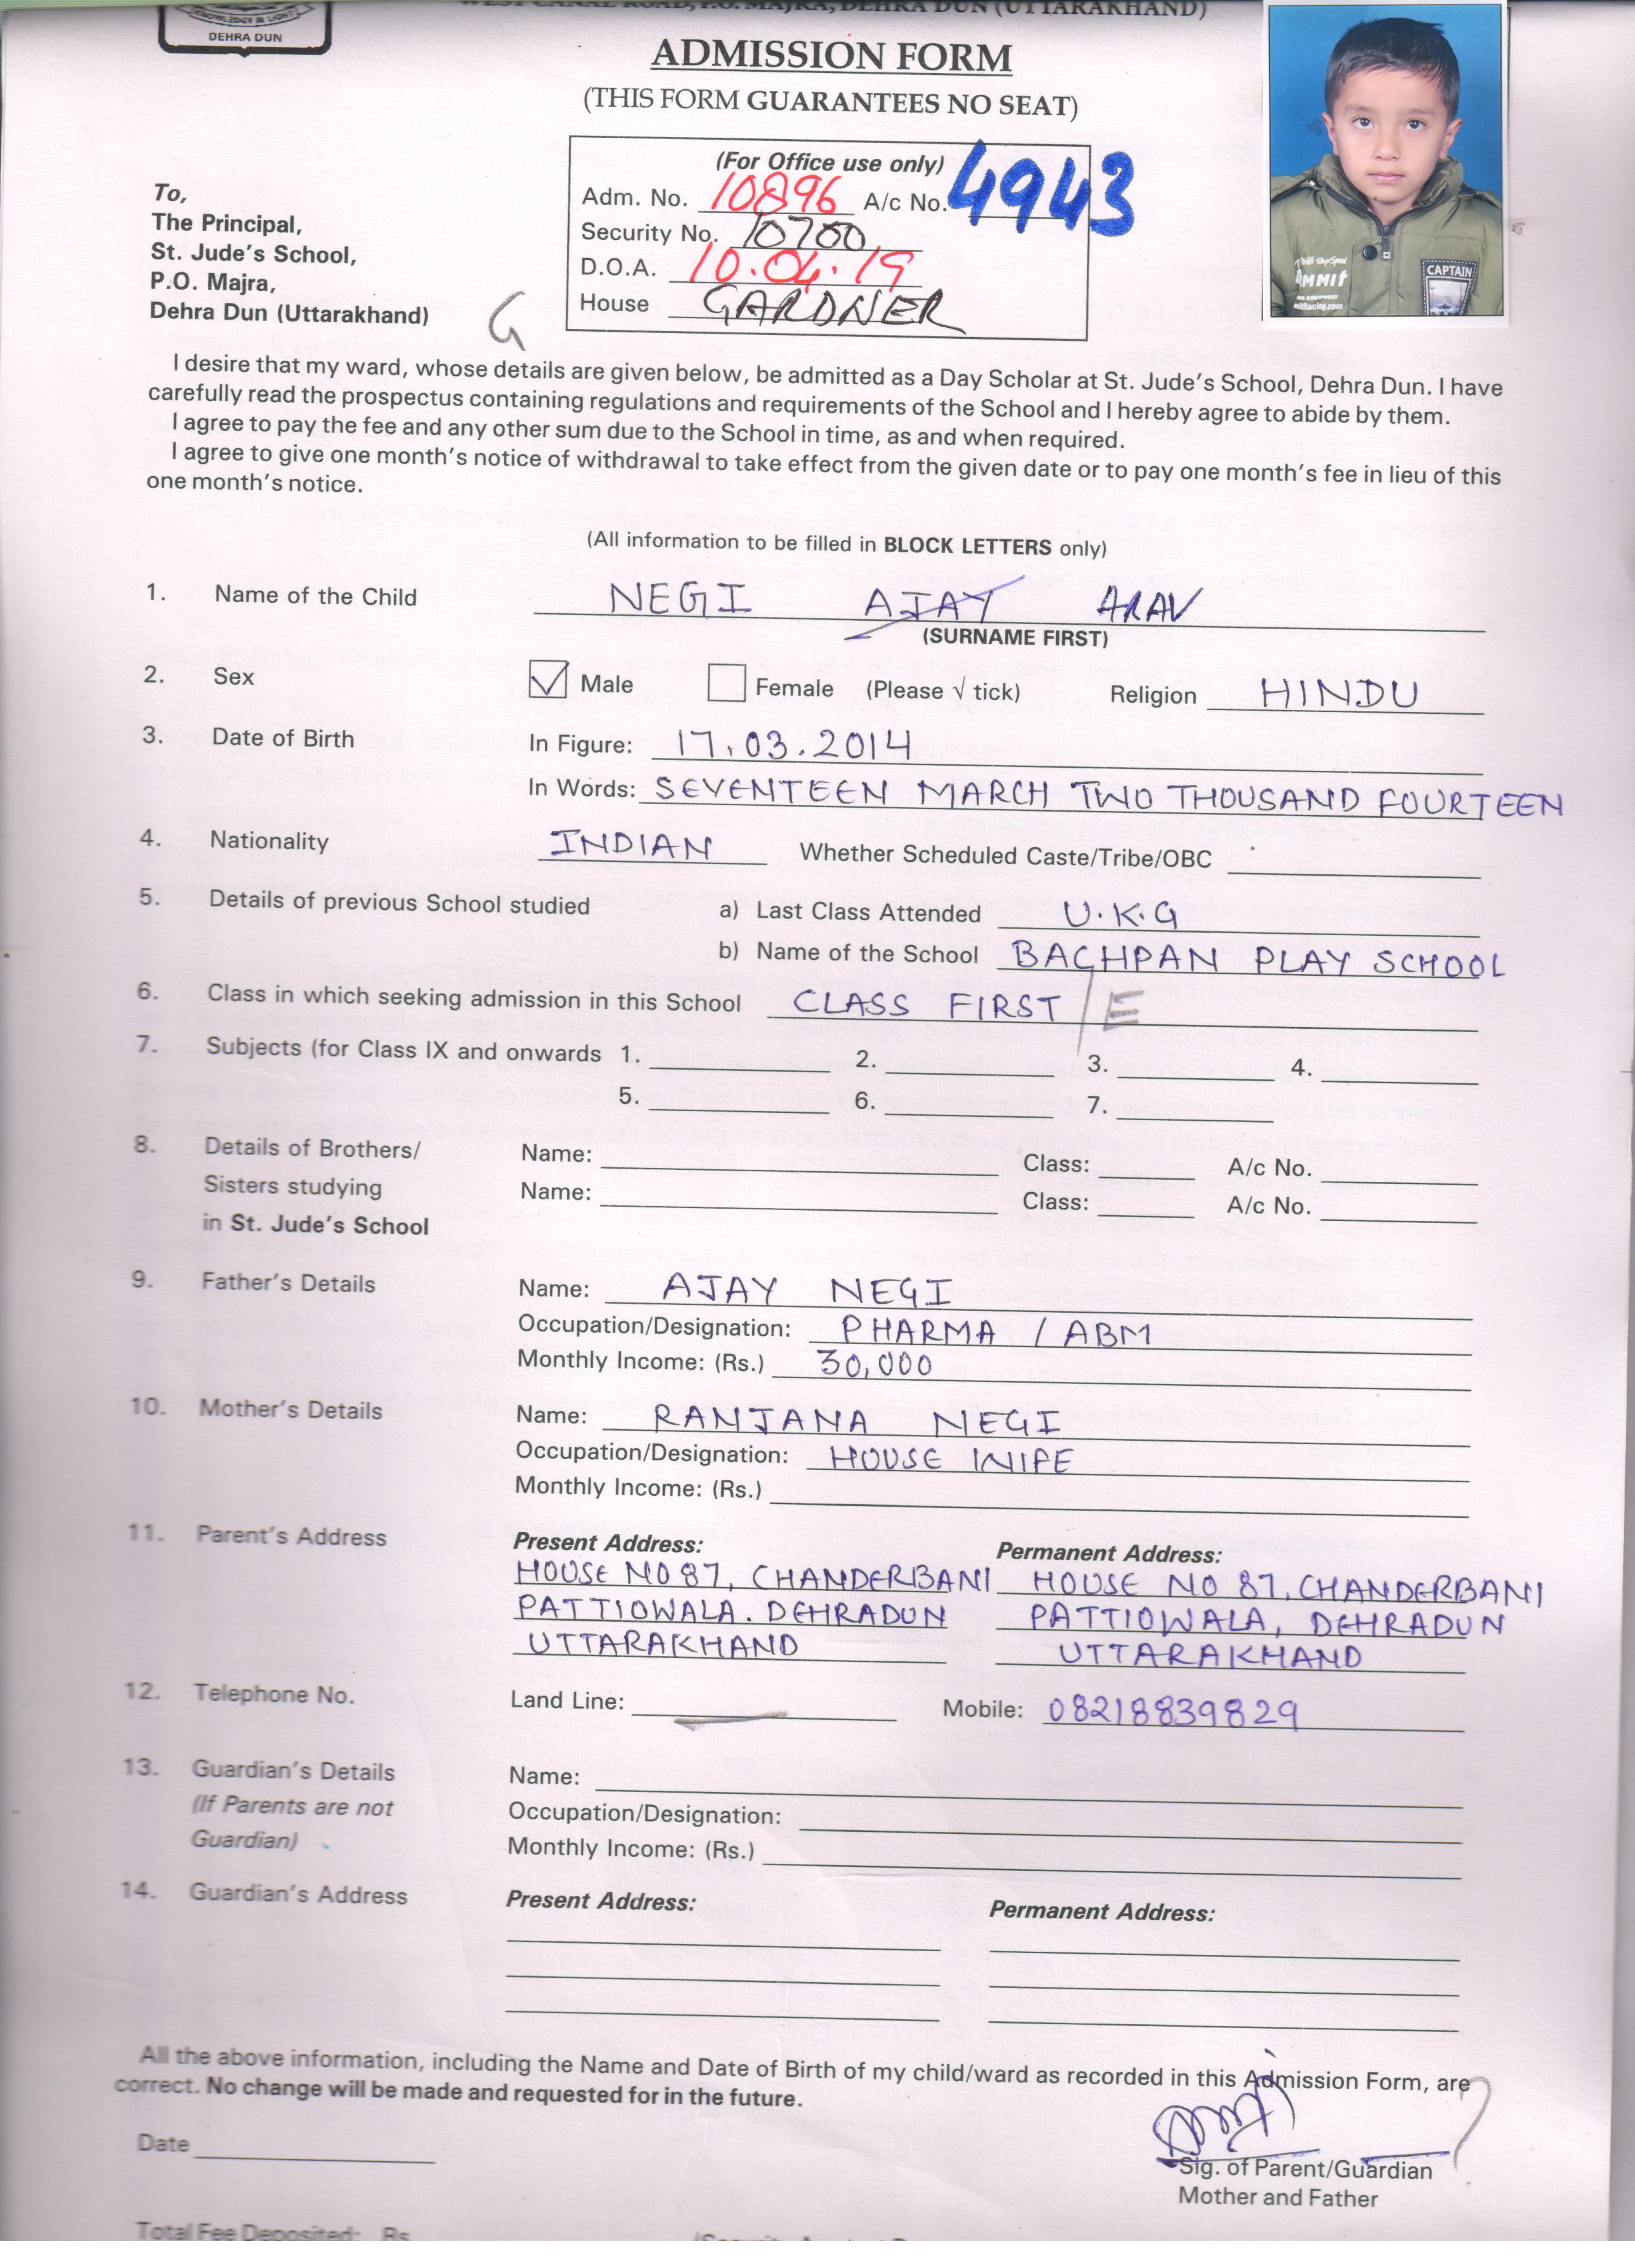 KNOWLEDGE IS LIGHT
DEHRA DUN
WEST CANAL ROAD, P.O. MAJRA, DEHRA DUN (UTTARAKHAND)
ADMISSION FORM
(THIS FORM GUARANTEES NO SEAT)
(For Office use only)
Adm. No. 10896 A/c No. 4943
Security No. 10700
D.O.A. 10.04.19
House GARDNER
CAPTAIN
To,
The Principal,
St. Jude's School,
P.O. Majra,
Dehra Dun (Uttarakhand)
G
I desire that my ward, whose details are given below, be admitted as a Day Scholar at St. Jude's School, Dehra Dun. I have
carefully read the prospectus containing regulations and requirements of the School and I hereby agree to abide by them.
I agree to pay the fee and any other sum due to the School in time, as and when required.
I agree to give one month's notice of withdrawal to take effect from the given date or to pay one month's fee in lieu of this
one month's notice.
(All information to be filled in BLOCK LETTERS only)
1. Name of the Child NEGI AJAY ARAV
(SURNAME FIRST)
2. Sex Male Female (Please √ tick) Religion HINDU
3. Date of Birth In Figure: 17.03.2014
In Words: SEVENTEEN MARCH TWO THOUSAND FOURTEEN
4. Nationality INDIAN Whether Scheduled Caste/Tribe/OBC
5. Details of previous School studied a) Last Class Attended U.K.G
b) Name of the School BACHPAN PLAY SCHOOL
6. Class in which seeking admission in this School CLASS FIRST / E
7. Subjects (for Class IX and onwards 1. 2. 3. 4.
5. 6. 7.
8. Details of Brothers/ Name: Class: A/c No.
Sisters studying Name: Class: A/c No.
in St. Jude's School
9. Father's Details Name: AJAY NEGI
Occupation/Designation: PHARMA / ABM
Monthly Income: (Rs.) 30,000
10. Mother's Details Name: RANJANA NEGI
Occupation/Designation: HOUSE WIFE
Monthly Income: (Rs.)
11. Parent's Address Present Address: Permanent Address:
HOUSE NO 87, CHANDERBANI HOUSE NO 87, CHANDERBANI
PATTIOWALA. DEHRADUN PATTIOWALA, DEHRADUN
UTTARAKHAND UTTARAKHAND
12. Telephone No. Land Line: Mobile: 08218839829
13. Guardian's Details Name:
(If Parents are not Occupation/Designation:
Guardian) Monthly Income: (Rs.)
14. Guardian's Address Present Address: Permanent Address:
All the above information, including the Name and Date of Birth of my child/ward as recorded in this Admission Form, are
correct. No change will be made and requested for in the future.
Date
Sig. of Parent/Guardian
Mother and Father
Total Fee Deposited: Rs.